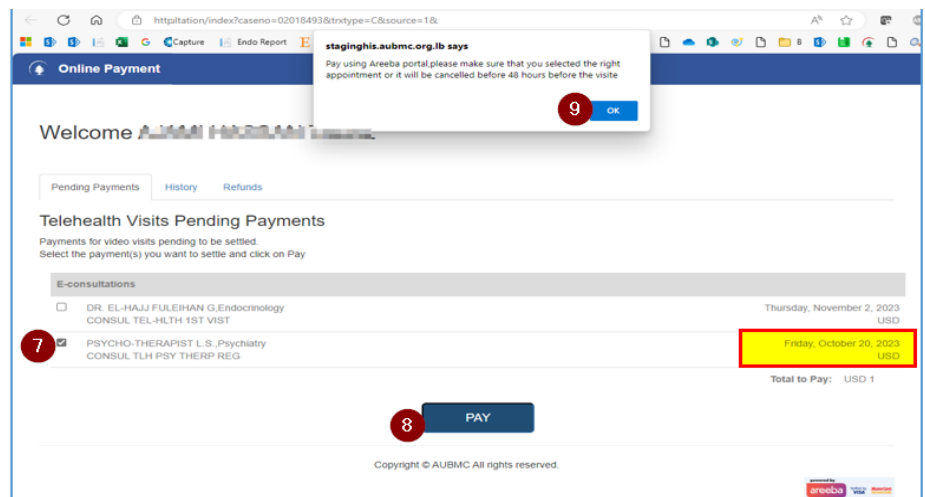 httpltation/index?caseno=02018493&trxtype=C&source=1&
G Capture Endo Report E B
staginghis.aubmc.org.lb says
Pay using Areeba portal,please make sure that you selected the right
appointment or it will be cancelled before 48 hours before the visite
9 OK
Online Payment
Welcome
Pending Payments History Refunds
Telehealth Visits Pending Payments
Payments for video visits pending to be settled.
Select the payment(s) you want to settle and click on Pay
E-consultations
DR. EL-HAJJ FULEIHAN G,Endocrinology Thursday, November 2, 2023
CONSUL TEL-HLTH 1ST VIST USD
7 PSYCHO-THERAPIST L.S.,Psychiatry Friday, October 20, 2023
CONSUL TLH PSY THERP REG USD
Total to Pay: USD 1
8 PAY
Copyright © AUBMC All rights reserved.
powered by
areeba VISA